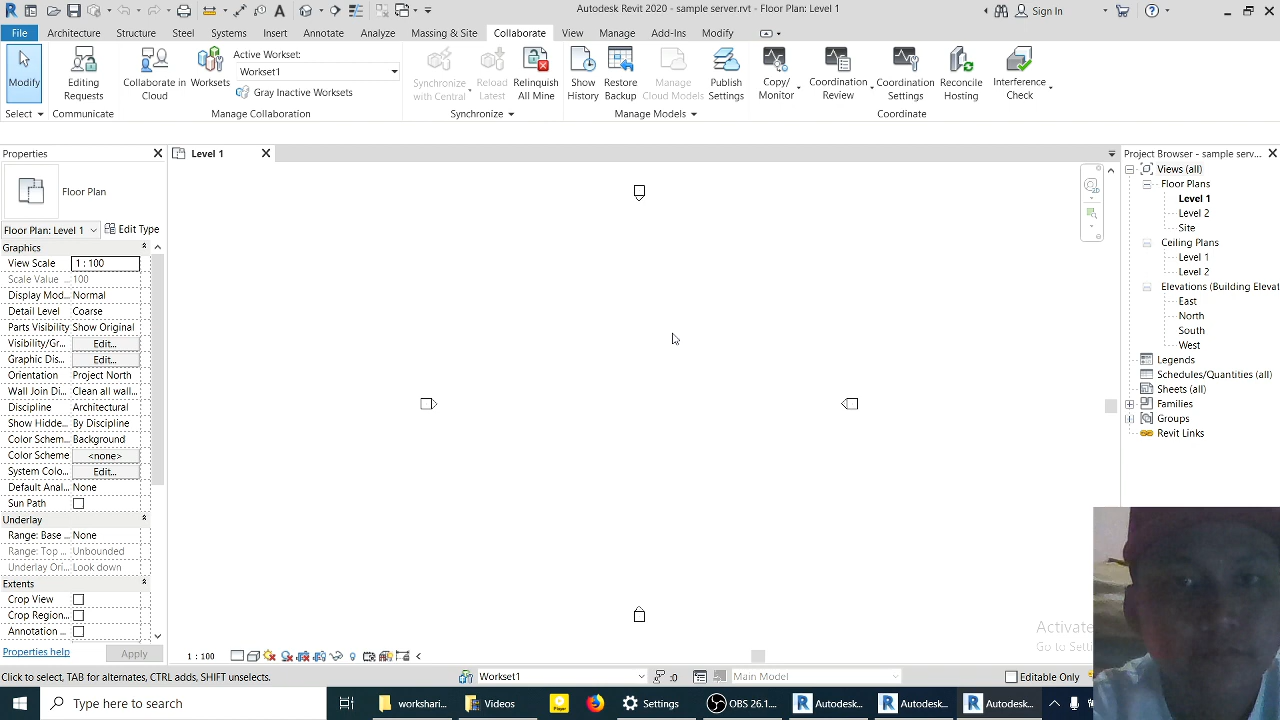 Autodesk Revit 2020 - sample server.rvt - Floor Plan: Level 1
Sign In
File Architecture Structure Steel Systems Insert Annotate Analyze Massing & Site Collaborate View Manage Add-Ins Modify
Modify
Select
Editing
Requests
Communicate
Collaborate in
Cloud
Worksets
Active Workset:
Workset1
Gray Inactive Worksets
Manage Collaboration
Synchronize
with Central
Reload
Latest
Relinquish
All Mine
Synchronize
Show
History
Restore
Backup
Manage
Cloud Models
Publish
Settings
Manage Models
Copy/
Monitor
Coordination
Review
Coordination
Settings
Reconcile
Hosting
Interference
Check
Coordinate
Properties
Floor Plan
Floor Plan: Level 1 Edit Type
Graphics
View Scale 1 : 100
Scale Value ... 100
Display Mod... Normal
Detail Level Coarse
Parts Visibility Show Original
Visibility/Gr... Edit...
Graphic Dis... Edit...
Orientation Project North
Wall Join Di... Clean all wall...
Discipline Architectural
Show Hidde... By Discipline
Color Schem... Background
Color Scheme <none>
System Colo... Edit...
Default Anal... None
Sun Path
Underlay
Range: Base ... None
Range: Top ... Unbounded
Underlay Ori... Look down
Extents
Crop View
Crop Region...
Annotation ...
Properties help Apply
Level 1
2D
1 : 100
Project Browser - sample serv...
Views (all)
Floor Plans
Level 1
Level 2
Site
Ceiling Plans
Level 1
Level 2
Elevations (Building Elevat
East
North
South
West
Legends
Schedules/Quantities (all)
Sheets (all)
Families
Groups
Revit Links
Activate
Go to Setti
Click to select, TAB for alternates, CTRL adds, SHIFT unselects.
Workset1
:0
Main Model
Editable Only
Type here to search
workshari...
Videos
Settings
OBS 26.1....
Autodesk...
Autodesk...
Autodesk...